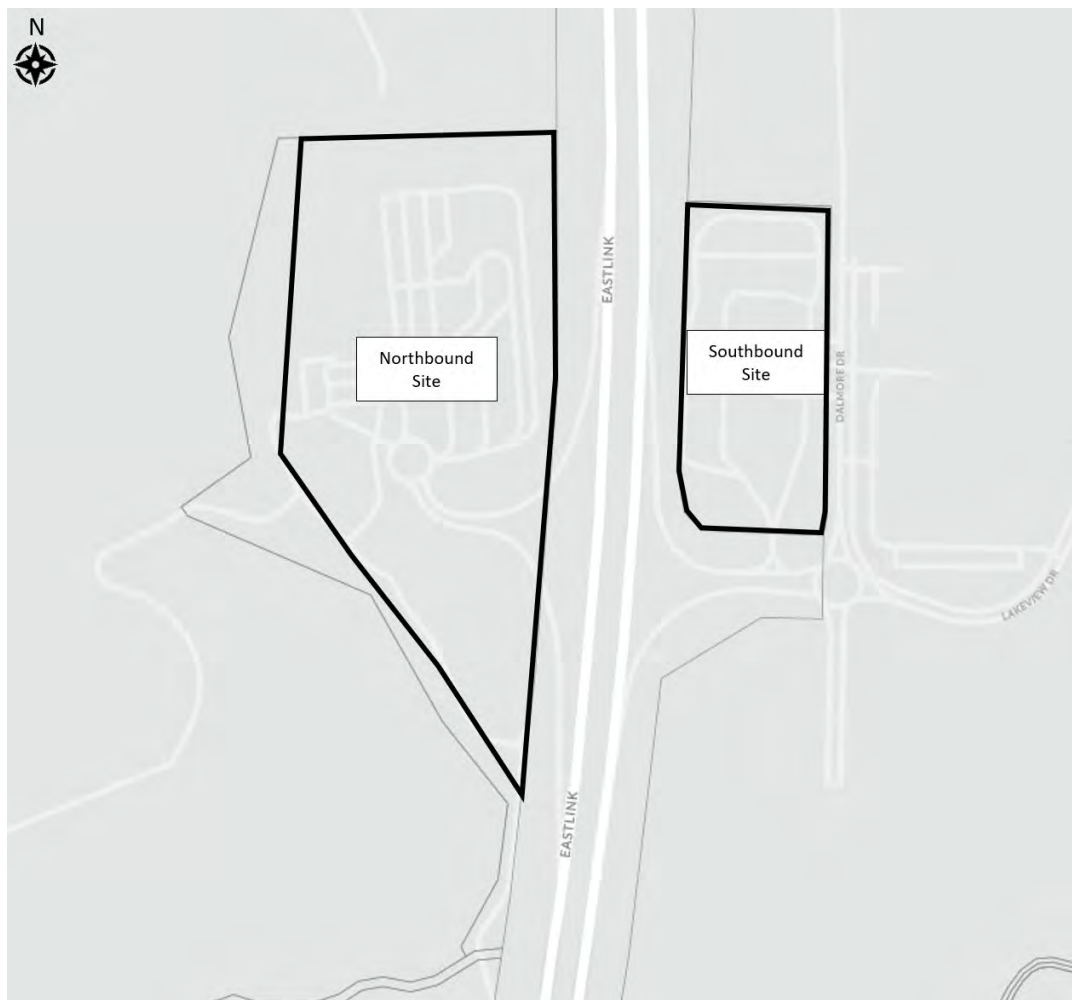 N
EASTLINK
Northbound
Site
Southbound
Site
DALMORE DR
LAKEVIEW DR
EASTLINK